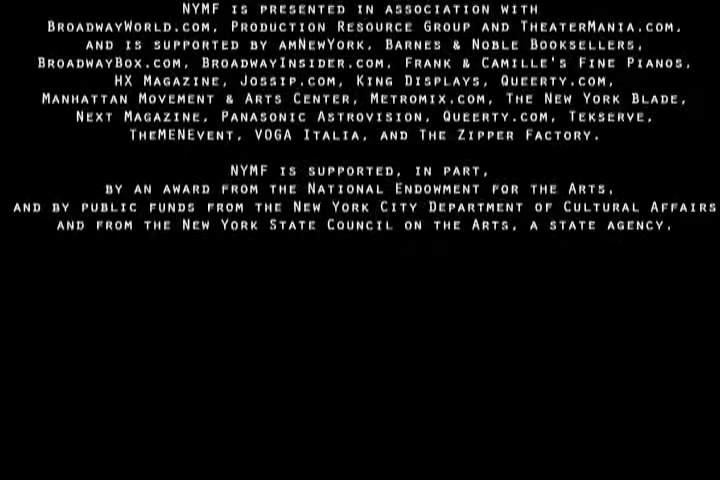 NYMF IS PRESENTED IN ASSOCIATION WITH
BROADWAYWORLD.COM, PRODUCTION RESOURCE GROUP AND THEATERMANIA.COM,
AND IS SUPPORTED BY AMNEWYORK, BARNES & NOBLE BOOKSELLERS,
BROADWAYBOX.COM, BROADWAYINSIDER.COM, FRANK & CAMILLE'S FINE PIANOS,
HX MAGAZINE, JOSSIP.COM, KING DISPLAYS, QUEERTY.COM,
MANHATTAN MOVEMENT & ARTS CENTER, METROMIX.COM, THE NEW YORK BLADE,
NEXT MAGAZINE, PANASONIC ASTROVISION, QUEERTY.COM, TEKSERVE,
THEMENEVENT, VOGA ITALIA, AND THE ZIPPER FACTORY.
NYMF IS SUPPORTED, IN PART,
BY AN AWARD FROM THE NATIONAL ENDOWMENT FOR THE ARTS,
AND BY PUBLIC FUNDS FROM THE NEW YORK CITY DEPARTMENT OF CULTURAL AFFAIRS
AND FROM THE NEW YORK STATE COUNCIL ON THE ARTS, A STATE AGENCY.